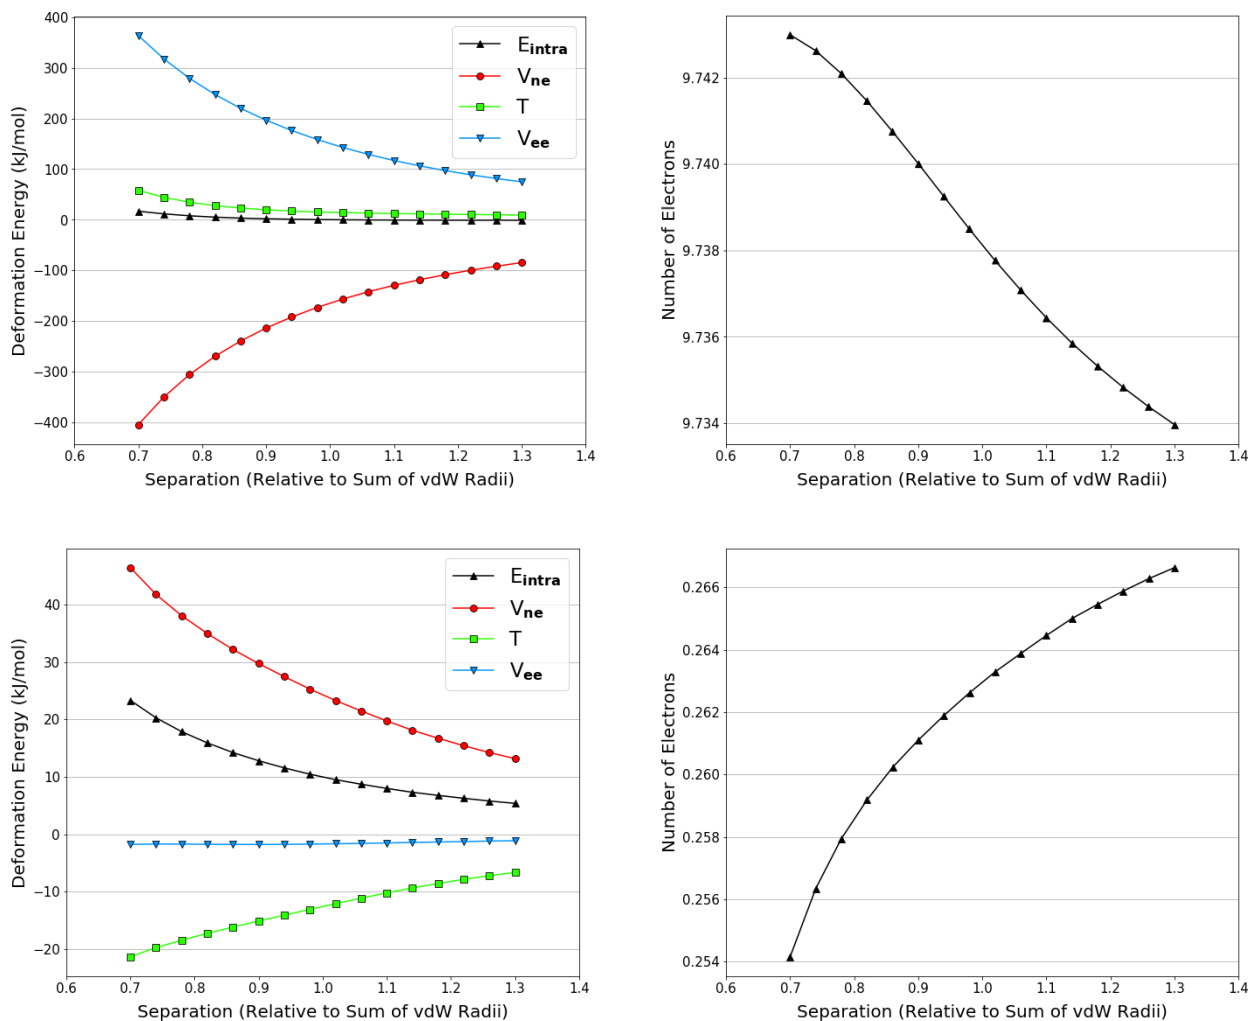 400
300
200
100
0
−100
−200
−300
−400
0.6 0.7 0.8 0.9 1.0 1.1 1.2 1.3 1.4
Deformation Energy (kJ/mol)
Separation (Relative to Sum of vdW Radii)
E_intra
V_ne
T
V_ee
9.742
9.740
9.738
9.736
9.734
0.6 0.7 0.8 0.9 1.0 1.1 1.2 1.3 1.4
Number of Electrons
Separation (Relative to Sum of vdW Radii)
40
30
20
10
0
−10
−20
0.6 0.7 0.8 0.9 1.0 1.1 1.2 1.3 1.4
Deformation Energy (kJ/mol)
Separation (Relative to Sum of vdW Radii)
E_intra
V_ne
T
V_ee
0.266
0.264
0.262
0.260
0.258
0.256
0.254
0.6 0.7 0.8 0.9 1.0 1.1 1.2 1.3 1.4
Number of Electrons
Separation (Relative to Sum of vdW Radii)